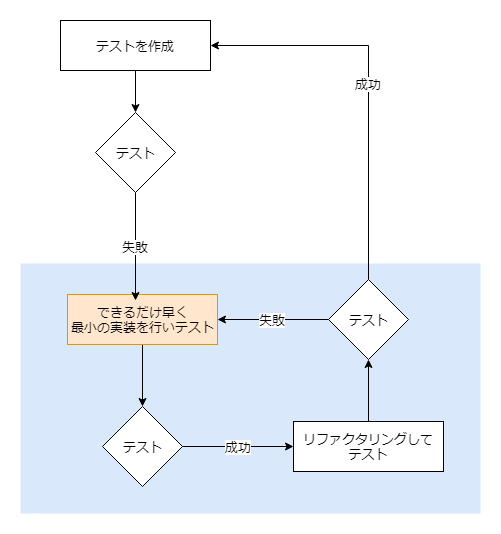 テストを作成
成功
テスト
失敗
できるだけ早く
最小の実装を行いテスト
失敗
テスト
テスト
成功
リファクタリングして
テスト